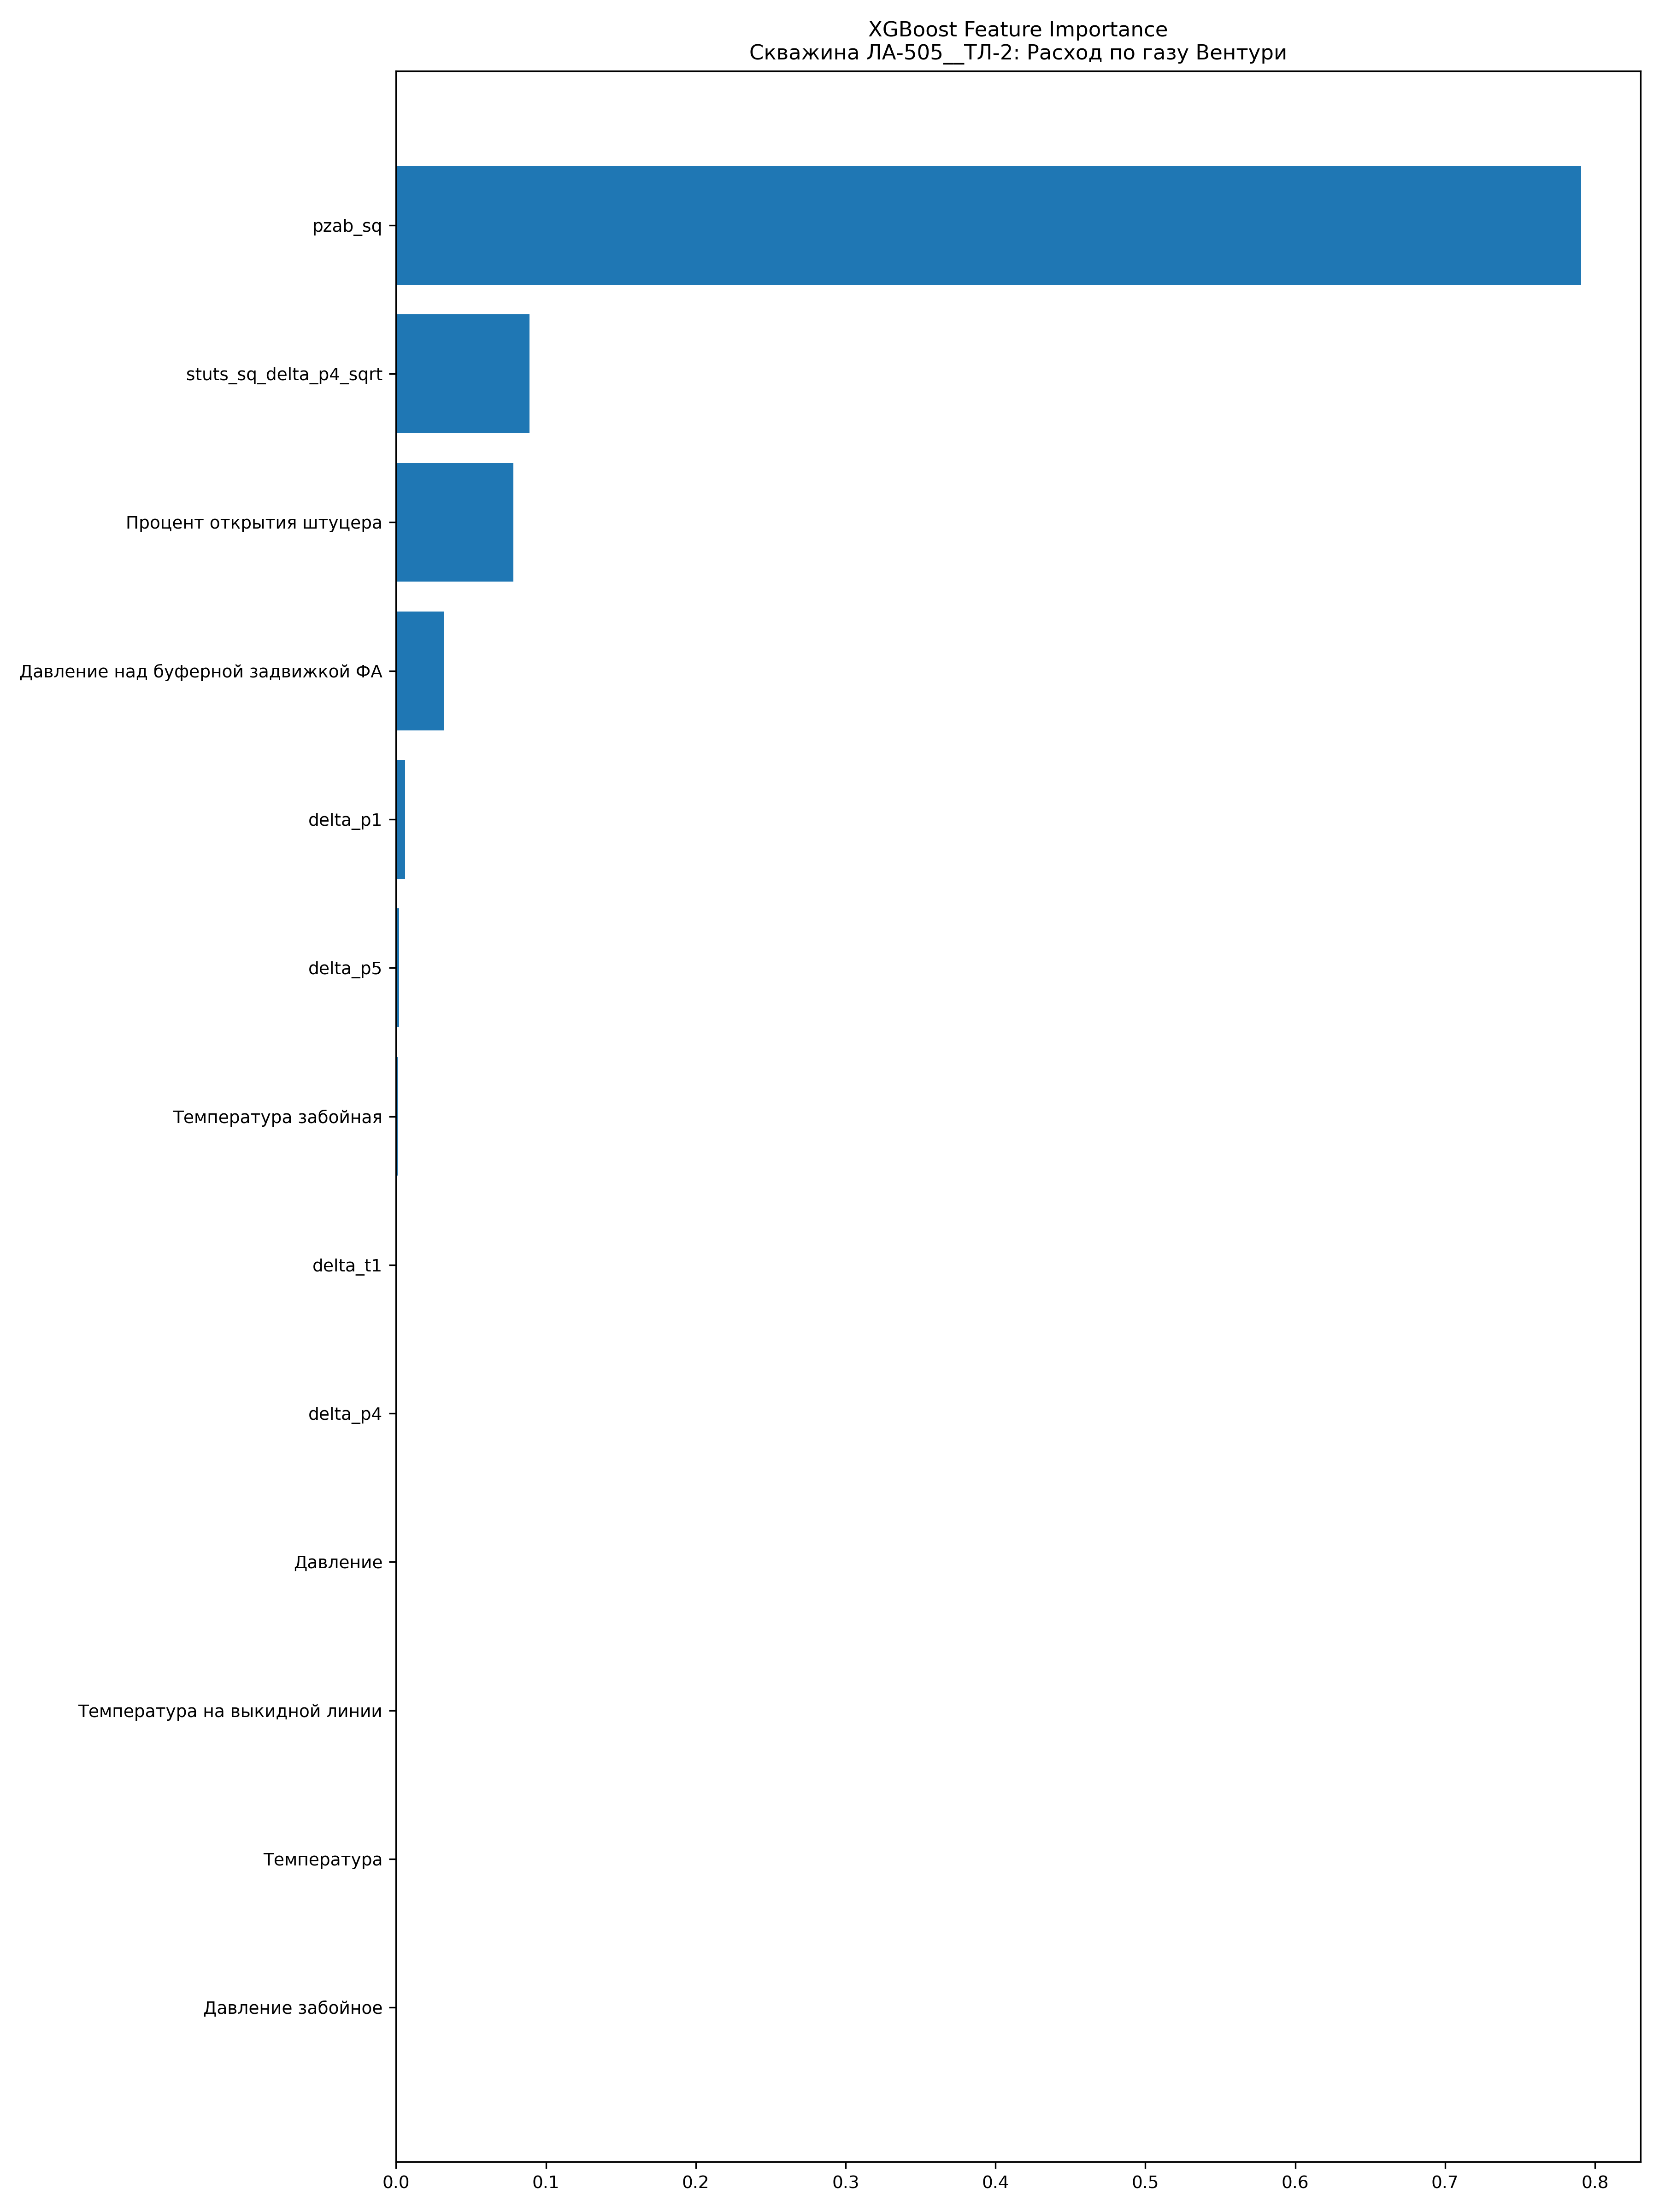 XGBoost Feature Importance
Скважина ЛА-505__ТЛ-2: Расход по газу Вентури
pzab_sq
stuts_sq_delta_p4_sqrt
Процент открытия штуцера
Давление над буферной задвижкой ФА
delta_p1
delta_p5
Температура забойная
delta_t1
delta_p4
Давление
Температура на выкидной линии
Температура
Давление забойное
0.0 0.1 0.2 0.3 0.4 0.5 0.6 0.7 0.8